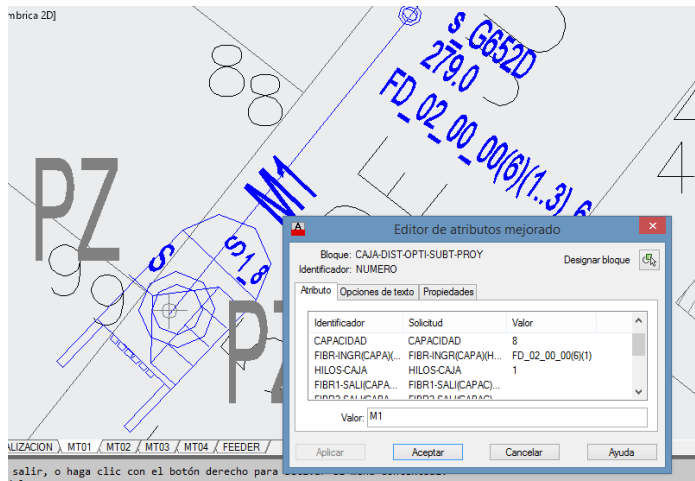 mbrica 2D]
s G652D
279.0
FD_02_00_00(6)(1..3)_6
88
M1
PZ
S
S1_8
99
Editor de atributos mejorado
Bloque: CAJA-DIST-OPTI-SUBT-PROY
Identificador: NUMERO
Designar bloque
Atributo Opciones de texto Propiedades
Identificador Solicitud Valor
CAPACIDAD CAPACIDAD 8
FIBR-INGR(CAPA)(... FIBR-INGR(CAPA)(H... FD_02_00_00(6)(1)
HILOS-CAJA HILOS-CAJA 1
FIBR1-SALI(CAPA... FIBR1-SALI(CAPAC)...
Valor: M1
Aplicar Aceptar Cancelar Ayuda
ALIZACION MT01 MT02 MT03 MT04 FEEDER
salir, o haga clic con el botón derecho para